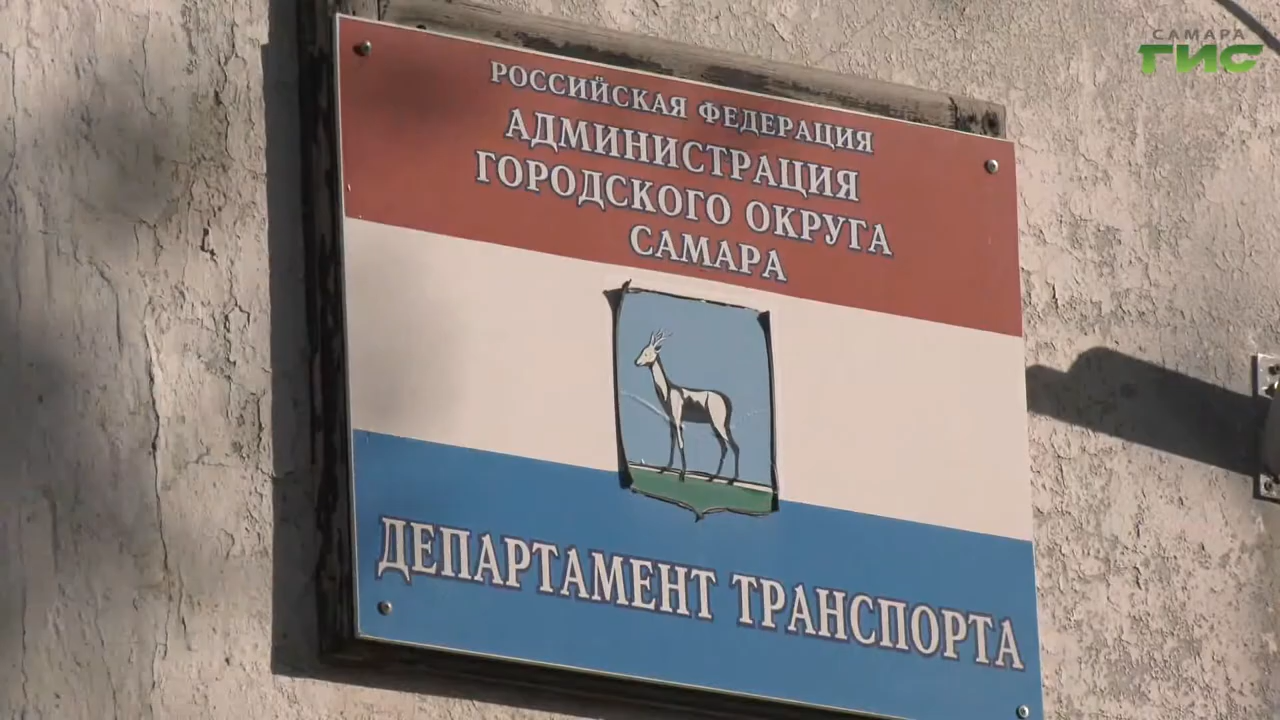 САМАРА
ГИС
РОССИЙСКАЯ ФЕДЕРАЦИЯ
АДМИНИСТРАЦИЯ
ГОРОДСКОГО ОКРУГА
САМАРА
ДЕПАРТАМЕНТ ТРАНСПОРТА